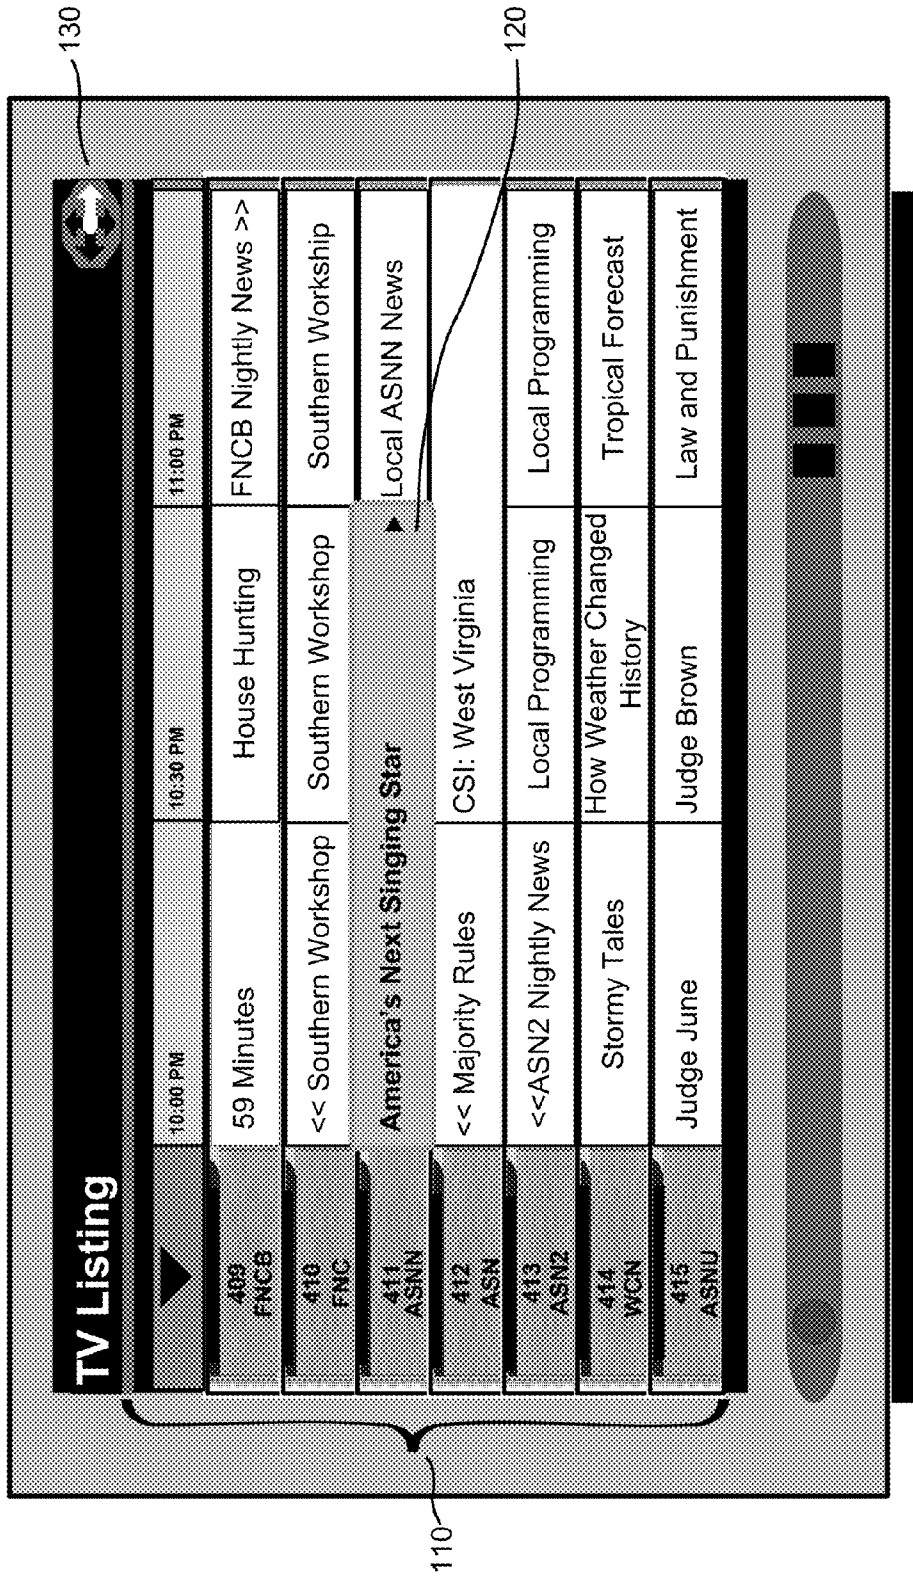 130
120
TV Listing
10:00 PM 10:30 PM 11:00 PM
409 FNCB 59 Minutes House Hunting FNCB Nightly News >>
410 FNC << Southern Workshop Southern Workshop Southern Workship
411 ASNN America's Next Singing Star Local ASNN News
412 ASN << Majority Rules CSI: West Virginia
413 ASN2 <<ASN2 Nightly News Local Programming Local Programming
414 WCN Stormy Tales How Weather Changed History Tropical Forecast
415 ASNU Judge June Judge Brown Law and Punishment
110